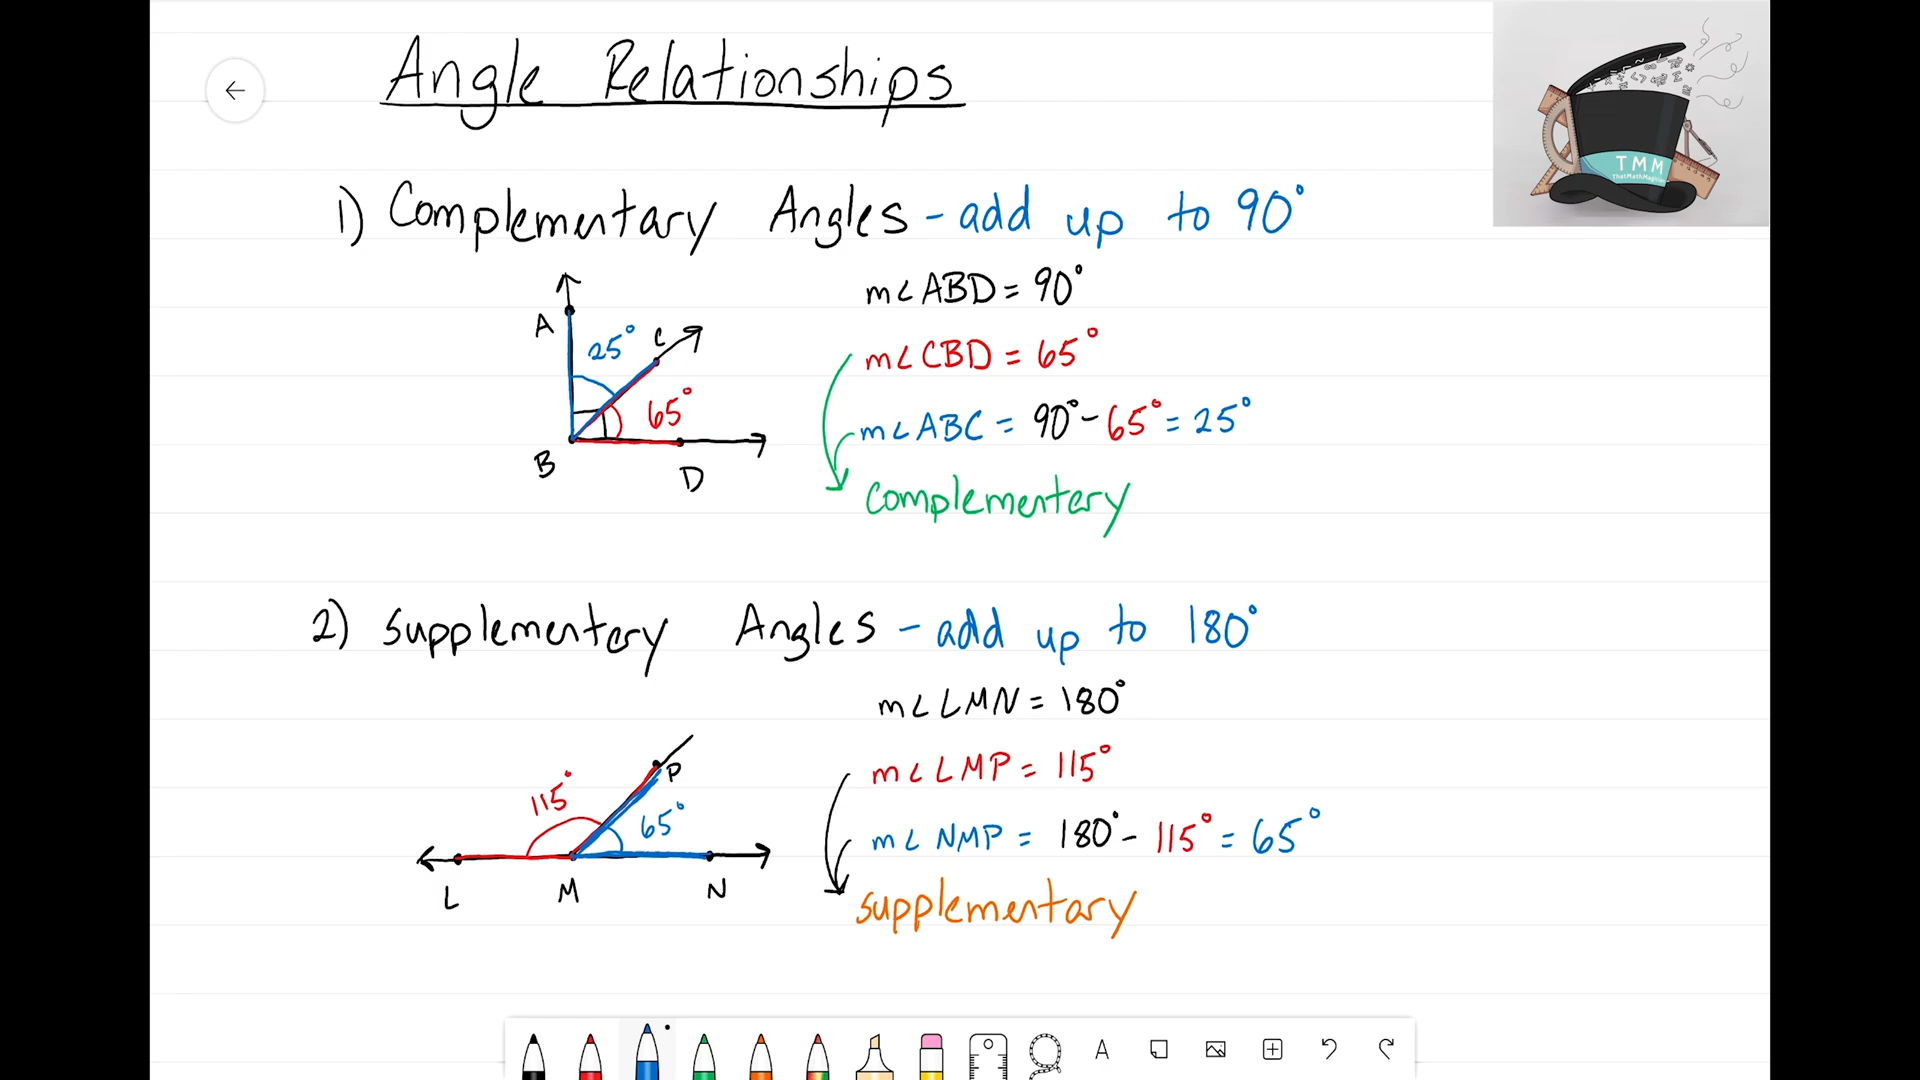 Angle Relationships
TMM
ThatMathMagician
1) Complementary Angles - add up to 90°
m∠ABD = 90°
A
25°
C
m∠CBD = 65°
65°
m∠ABC = 90° - 65° = 25°
B
D
complementary
2) Supplementary Angles - add up to 180°
m∠LMN = 180°
P
m∠LMP = 115°
115°
65°
m∠NMP = 180° - 115° = 65°
L
M
N
supplementary
A